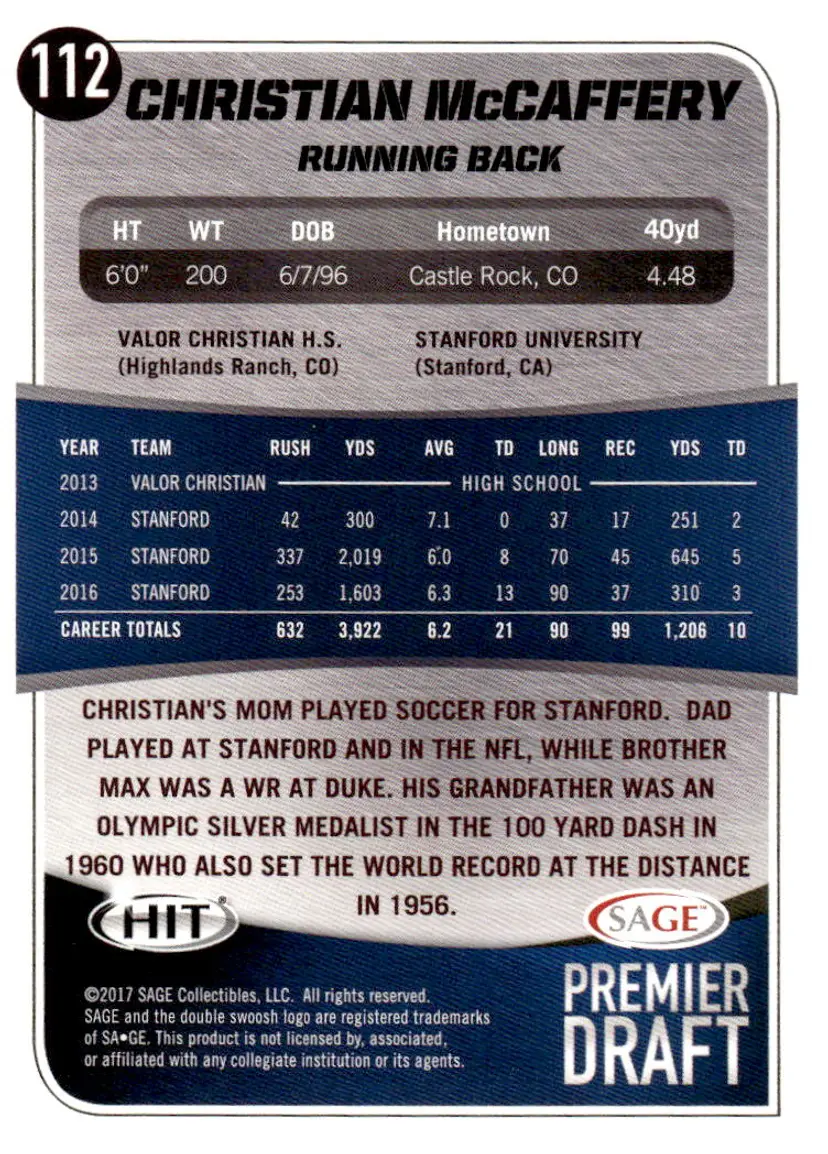 112
CHRISTIAN McCAFFERY
RUNNING BACK
HT WT DOB Hometown 40yd
6'0" 200 6/7/96 Castle Rock, CO 4.48
VALOR CHRISTIAN H.S. STANFORD UNIVERSITY
(Highlands Ranch, CO) (Stanford, CA)
YEAR TEAM RUSH YDS AVG TD LONG REC YDS TD
2013 VALOR CHRISTIAN HIGH SCHOOL
2014 STANFORD 42 300 7.1 0 37 17 251 2
2015 STANFORD 337 2,019 6.0 8 70 45 645 5
2016 STANFORD 253 1,603 6.3 13 90 37 310 3
CAREER TOTALS 632 3,922 6.2 21 90 99 1,206 10
CHRISTIAN'S MOM PLAYED SOCCER FOR STANFORD. DAD
PLAYED AT STANFORD AND IN THE NFL, WHILE BROTHER
MAX WAS A WR AT DUKE. HIS GRANDFATHER WAS AN
OLYMPIC SILVER MEDALIST IN THE 100 YARD DASH IN
1960 WHO ALSO SET THE WORLD RECORD AT THE DISTANCE
IN 1956.
HIT®
SAGE™
©2017 SAGE Collectibles, LLC. All rights reserved.
SAGE and the double swoosh logo are registered trademarks
of SA•GE. This product is not licensed by, associated,
or affiliated with any collegiate institution or its agents.
PREMIER
DRAFT